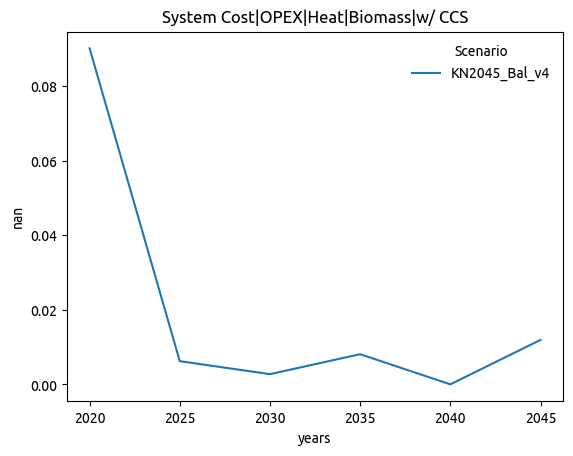 System Cost|OPEX|Heat|Biomass|w/ CCS
Scenario
KN2045_Bal_v4
0.08
0.06
0.04
0.02
0.00
nan
2020 2025 2030 2035 2040 2045
years